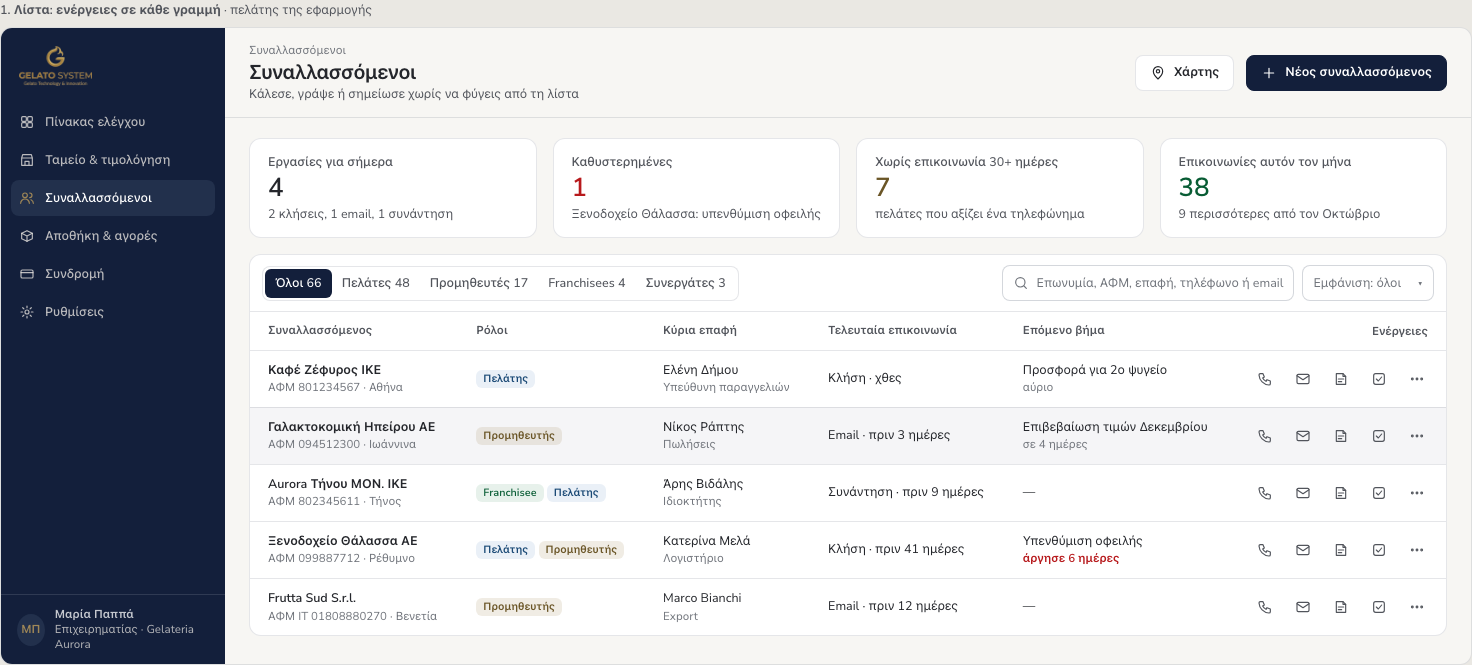 1. Λίστα: ενέργειες σε κάθε γραμμή · πελάτης της εφαρμογής
GELATO SYSTEM
Gelato Technology & Innovation
Πίνακας ελέγχου
Ταμείο & τιμολόγηση
Συναλλασσόμενοι
Αποθήκη & αγορές
Συνδρομή
Ρυθμίσεις
ΜΠ
Μαρία Παππά
Επιχειρηματίας · Gelateria
Aurora
Συναλλασσόμενοι
Συναλλασσόμενοι
Κάλεσε, γράψε ή σημείωσε χωρίς να φύγεις από τη λίστα
Χάρτης
+ Νέος συναλλασσόμενος
Εργασίες για σήμερα
4
2 κλήσεις, 1 email, 1 συνάντηση
Καθυστερημένες
1
Ξενοδοχείο Θάλασσα: υπενθύμιση οφειλής
Χωρίς επικοινωνία 30+ ημέρες
7
πελάτες που αξίζει ένα τηλεφώνημα
Επικοινωνίες αυτόν τον μήνα
38
9 περισσότερες από τον Οκτώβριο
Όλοι 66 Πελάτες 48 Προμηθευτές 17 Franchisees 4 Συνεργάτες 3
Επωνυμία, ΑΦΜ, επαφή, τηλέφωνο ή email
Εμφάνιση: όλοι
Συναλλασσόμενος Ρόλοι Κύρια επαφή Τελευταία επικοινωνία Επόμενο βήμα Ενέργειες
Καφέ Ζέφυρος ΙΚΕ
ΑΦΜ 801234567 · Αθήνα
Πελάτης
Ελένη Δήμου
Υπεύθυνη παραγγελιών
Κλήση · χθες
Προσφορά για 2ο ψυγείο
αύριο
Γαλακτοκομική Ηπείρου ΑΕ
ΑΦΜ 094512300 · Ιωάννινα
Προμηθευτής
Νίκος Ράπτης
Πωλήσεις
Email · πριν 3 ημέρες
Επιβεβαίωση τιμών Δεκεμβρίου
σε 4 ημέρες
Aurora Τήνου ΜΟΝ. ΙΚΕ
ΑΦΜ 802345611 · Τήνος
Franchisee Πελάτης
Άρης Βιδάλης
Ιδιοκτήτης
Συνάντηση · πριν 9 ημέρες
—
Ξενοδοχείο Θάλασσα ΑΕ
ΑΦΜ 099887712 · Ρέθυμνο
Πελάτης Προμηθευτής
Κατερίνα Μελά
Λογιστήριο
Κλήση · πριν 41 ημέρες
Υπενθύμιση οφειλής
άργησε 6 ημέρες
Frutta Sud S.r.l.
ΑΦΜ IT 01808880270 · Βενετία
Προμηθευτής
Marco Bianchi
Export
Email · πριν 12 ημέρες
—